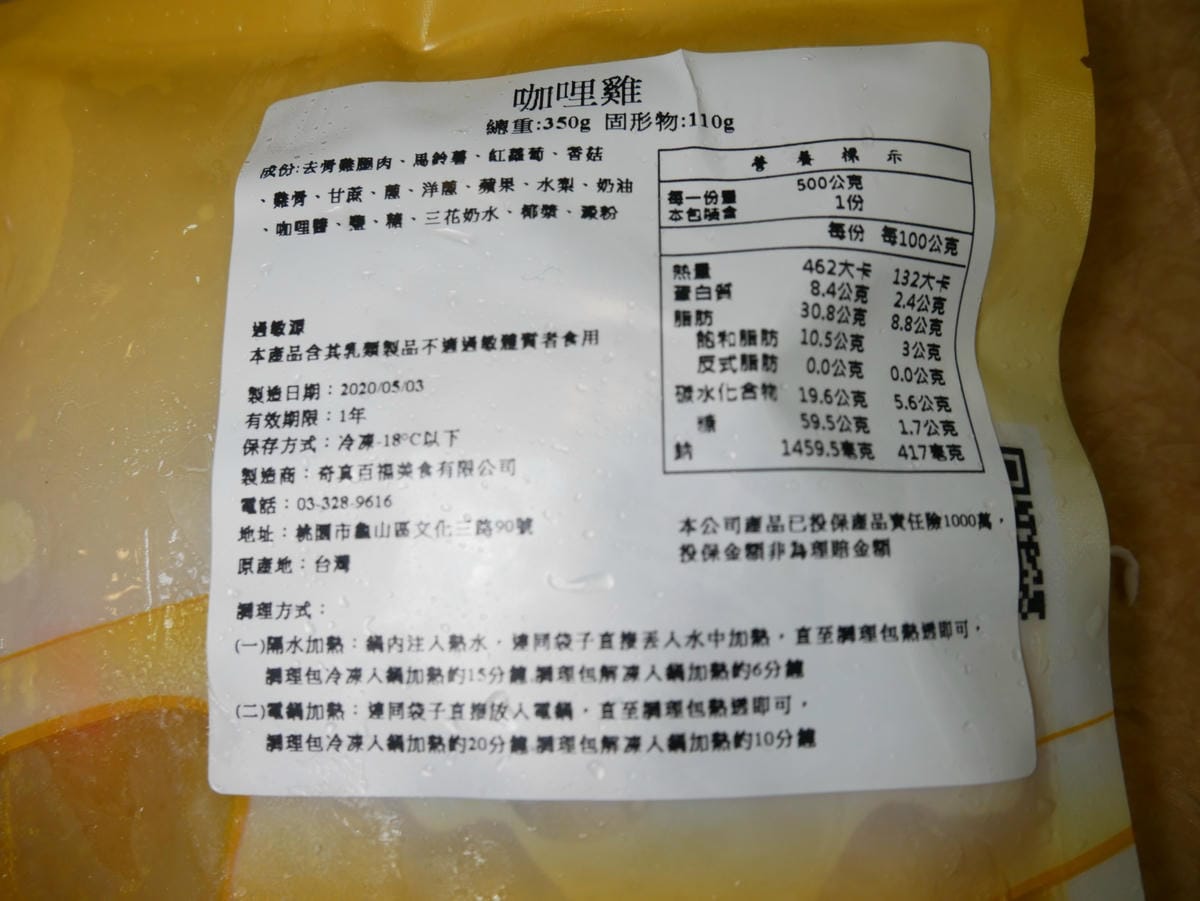 咖哩雞
總重:350g 固形物:110g
成份:去骨雞腿肉、馬鈴薯、紅蘿蔔、香菇
、雞骨、甘蔗、蔥、洋蔥、蘋果、水梨、奶油
、咖哩醬、鹽、糖、三花奶水、椰漿、澱粉
過敏源
本產品含其乳類製品不適過敏體質者食用
製造日期：2020/05/03
有效期限：1年
保存方式：冷凍-18°C以下
製造商：奇真百福美食有限公司
電話：03-328-9616
地址：桃園市龜山區文化三路90號
原產地：台灣
營養標示
每一份量 500公克
本包裝含 1份
每份 每100公克
熱量 462大卡 132大卡
蛋白質 8.4公克 2.4公克
脂肪 30.8公克 8.8公克
飽和脂肪 10.5公克 3公克
反式脂肪 0.0公克 0.0公克
碳水化合物 19.6公克 5.6公克
糖 59.5公克 1.7公克
鈉 1459.5毫克 417毫克
本公司產品已投保產品責任險1000萬，
投保金額非為理賠金額
調理方式：
(一)隔水加熱：鍋內注入熱水，連同袋子直接丟入水中加熱，直至調理包熱透即可，
調理包冷凍入鍋加熱約15分鐘.調理包解凍入鍋加熱約6分鐘
(二)電鍋加熱：連同袋子直接放入電鍋，直至調理包熱透即可，
調理包冷凍入鍋加熱約20分鐘.調理包解凍入鍋加熱約10分鐘